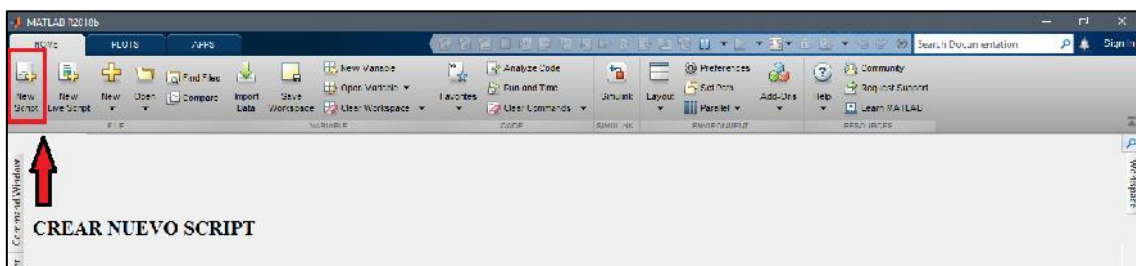 MATLAB R2018b
HOME PLOTS APPS
Search Documentation Sign In
New Script
New Live Script
New
Open
Find Files
Compare
Import Data
Save Workspace
New Variable
Open Variable
Clear Workspace
Favorites
Analyze Code
Run and Time
Clear Commands
Simulink
Layout
Preferences
Set Path
Parallel
Add-Ons
Help
Community
Request Support
Learn MATLAB
FILE VARIABLE CODE SIMULINK ENVIRONMENT RESOURCES
Command Window
Workspace
CREAR NUEVO SCRIPT